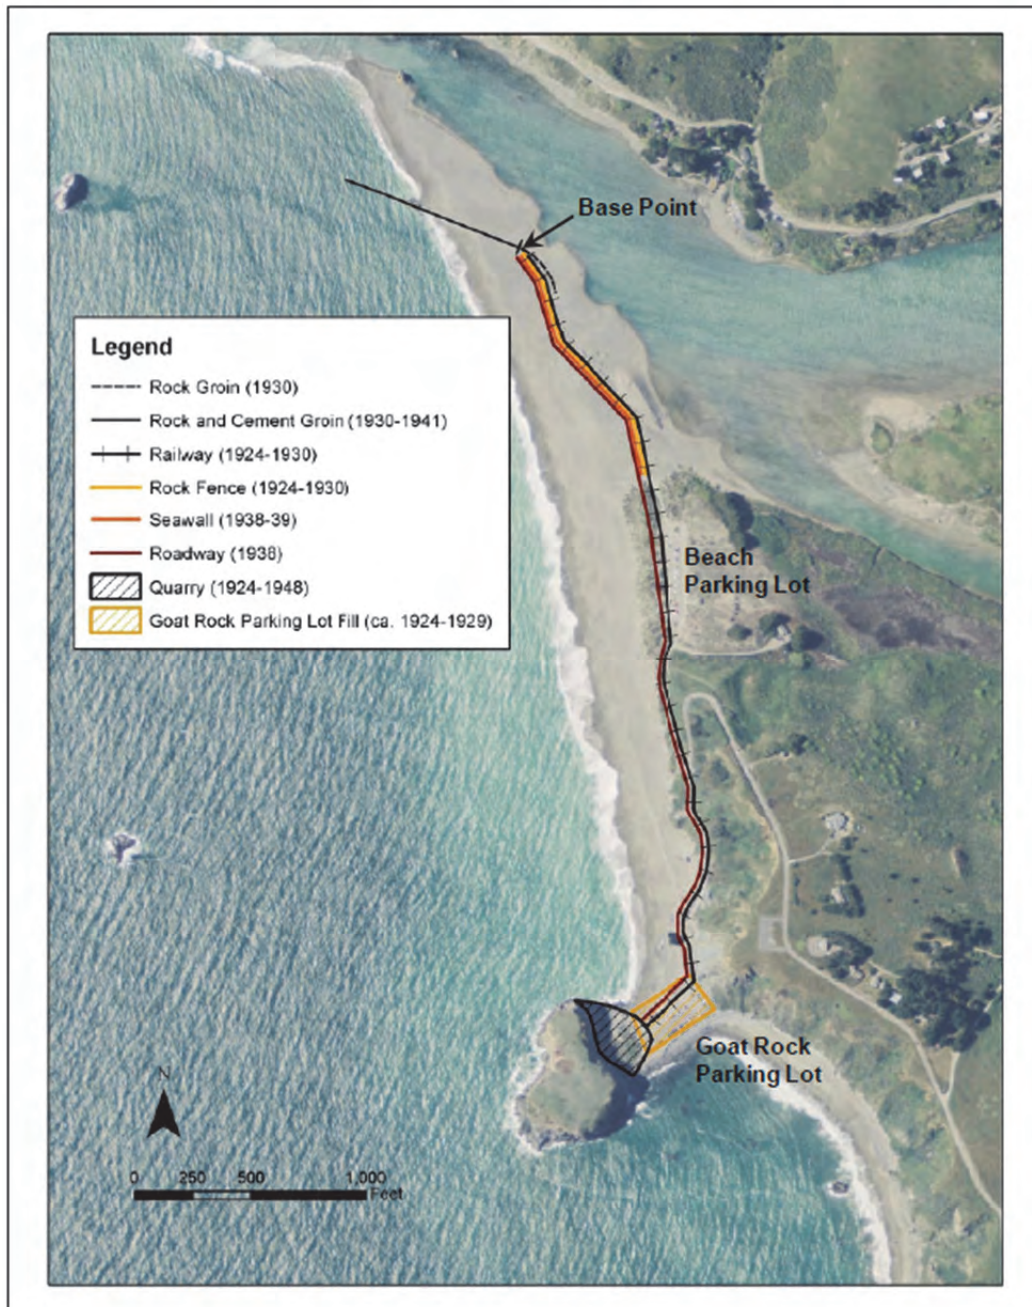 Base Point
Legend
Rock Groin (1930)
Rock and Cement Groin (1930-1941)
Railway (1924-1930)
Rock Fence (1924-1930)
Seawall (1938-39)
Roadway (1938)
Quarry (1924-1948)
Goat Rock Parking Lot Fill (ca. 1924-1929)
Beach
Parking Lot
Goat Rock
Parking Lot
N
0 250 500 1,000
Feet